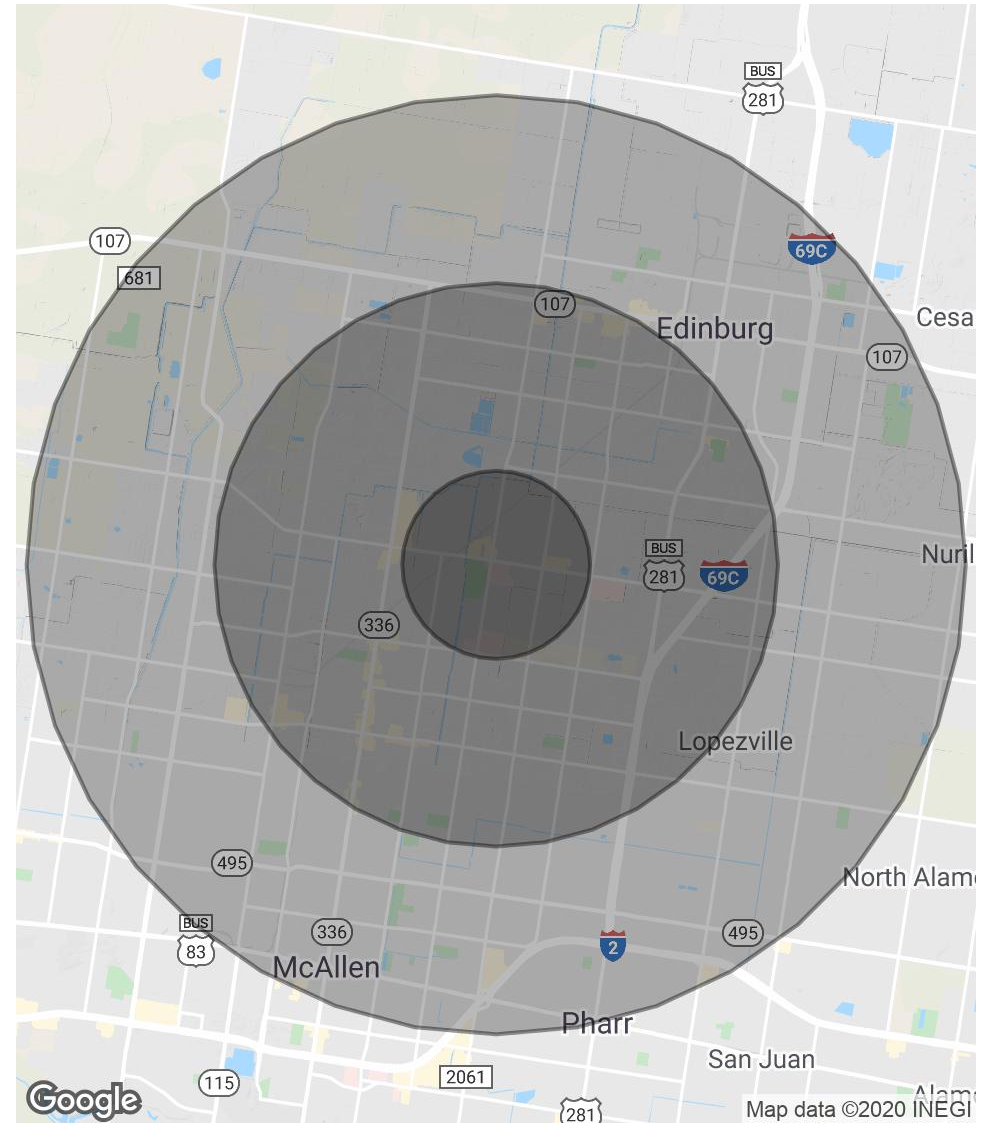 BUS
281
107
69C
681
107
Cesa
Edinburg
107
BUS
281
69C
Nuril
336
Lopezville
495
North Alam
BUS
83
336
495
2
McAllen
Pharr
San Juan
2061
115
Google
Alamo
281
Map data ©2020 INEGI